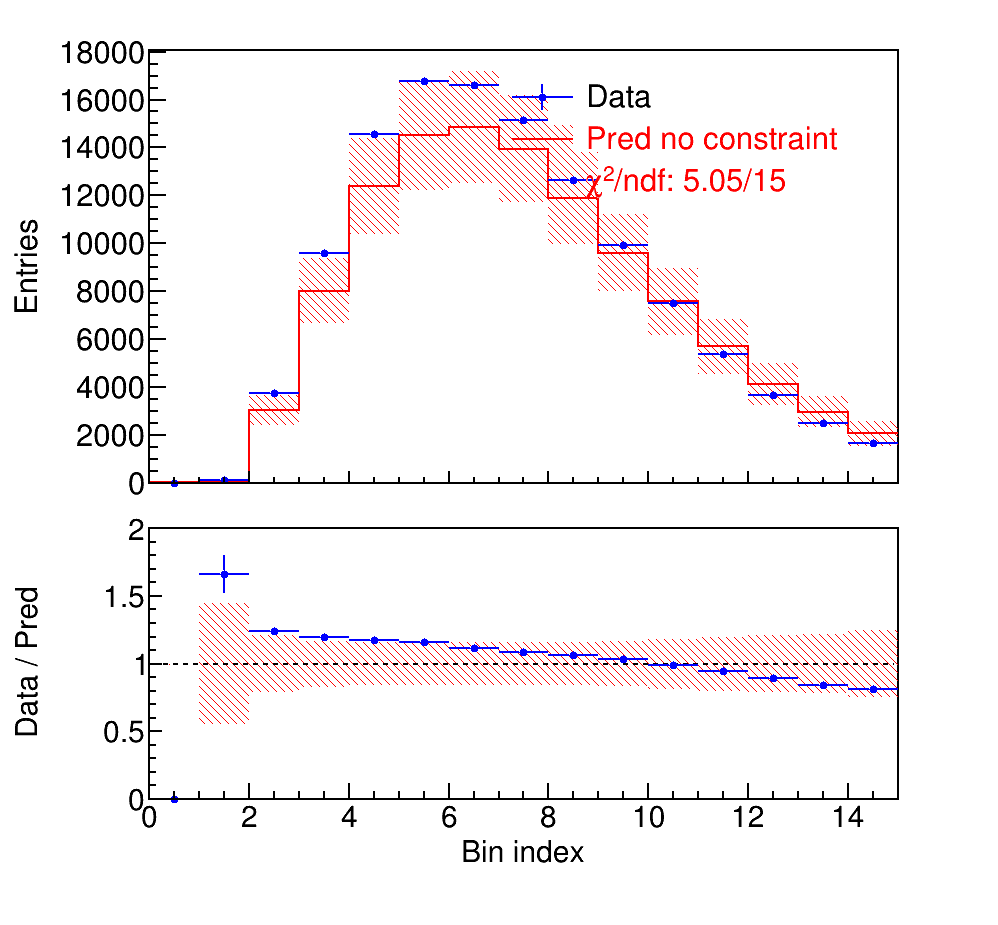 18000
16000
14000
12000
10000
8000
6000
4000
2000
0
Entries
Data
Pred no constraint
χ²/ndf: 5.05/15
2
1.5
1
0.5
0
Data / Pred
0 2 4 6 8 10 12 14
Bin index